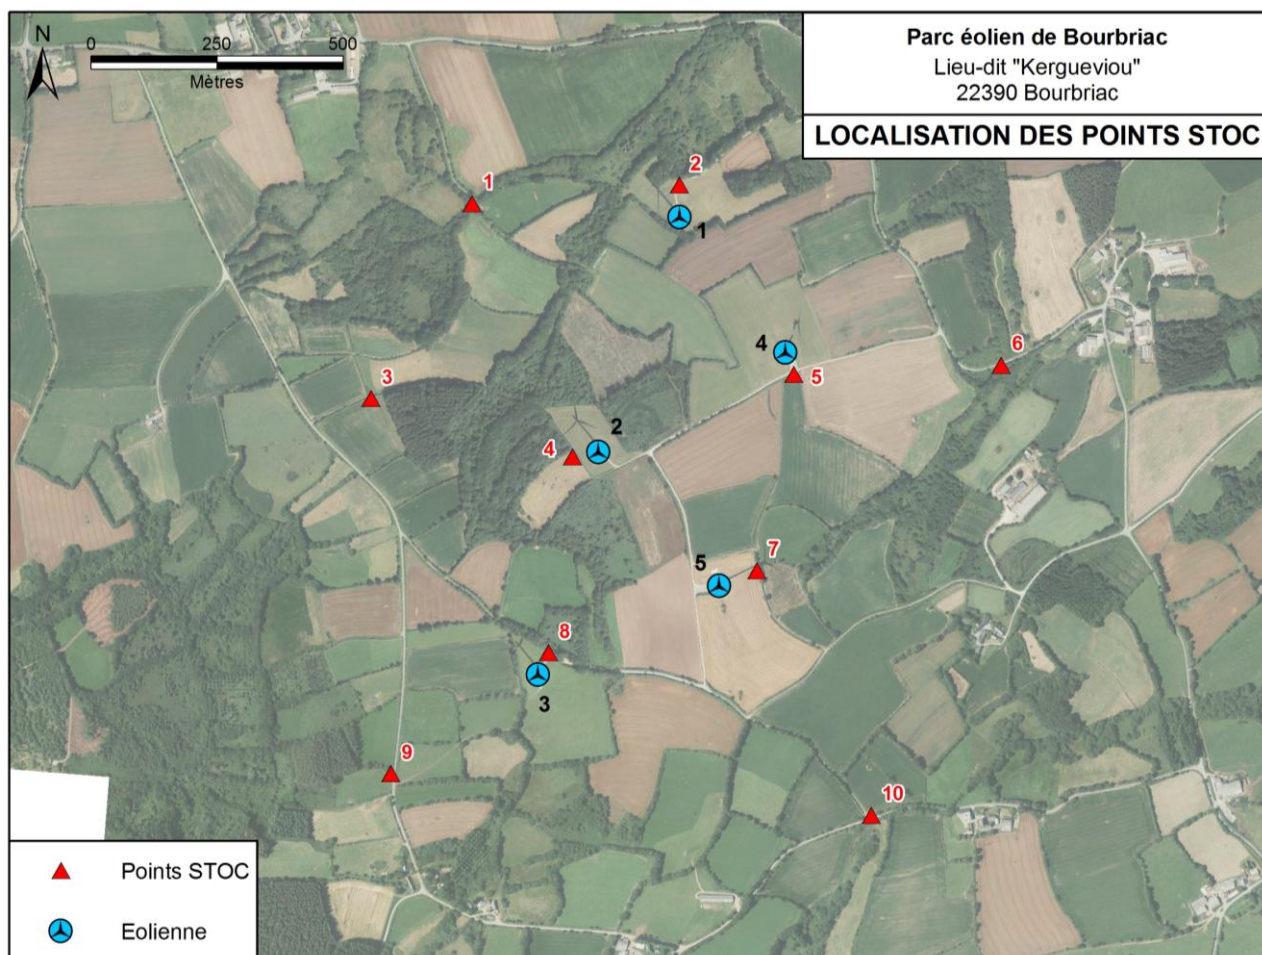 N
0 250 500
Mètres
Parc éolien de Bourbriac
Lieu-dit "Kergueviou"
22390 Bourbriac
LOCALISATION DES POINTS STOC
2
1
1
4
6
5
3
2
4
7
5
8
3
9
10
Points STOC
Eolienne